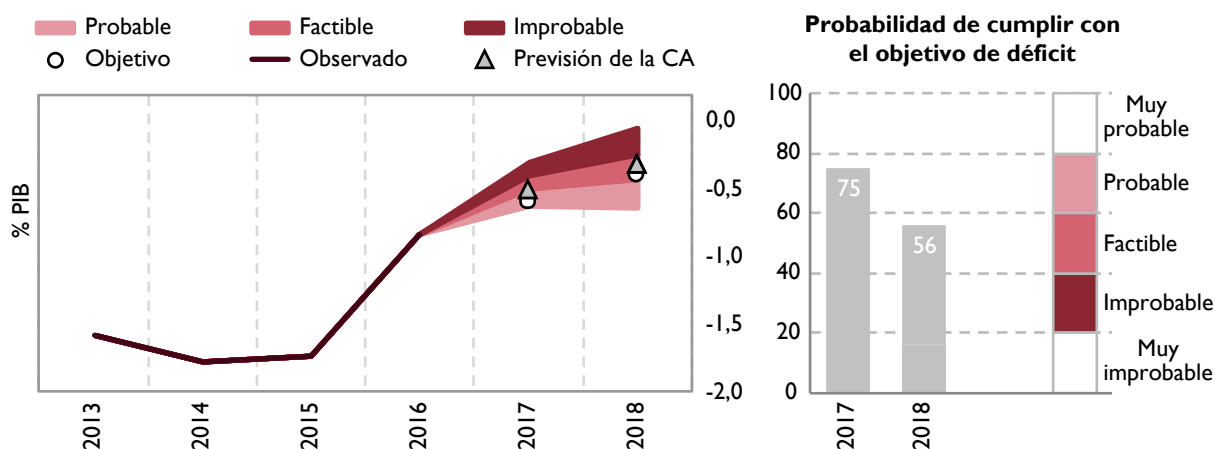 Probable
Factible
Improbable
Objetivo
Observado
Previsión de la CA
% PIB
0,0
-0,5
-1,0
-1,5
-2,0
2013
2014
2015
2016
2017
2018
Probabilidad de cumplir con
el objetivo de déficit
100
80
60
40
20
0
75
56
2017
2018
Muy
probable
Probable
Factible
Improbable
Muy
improbable